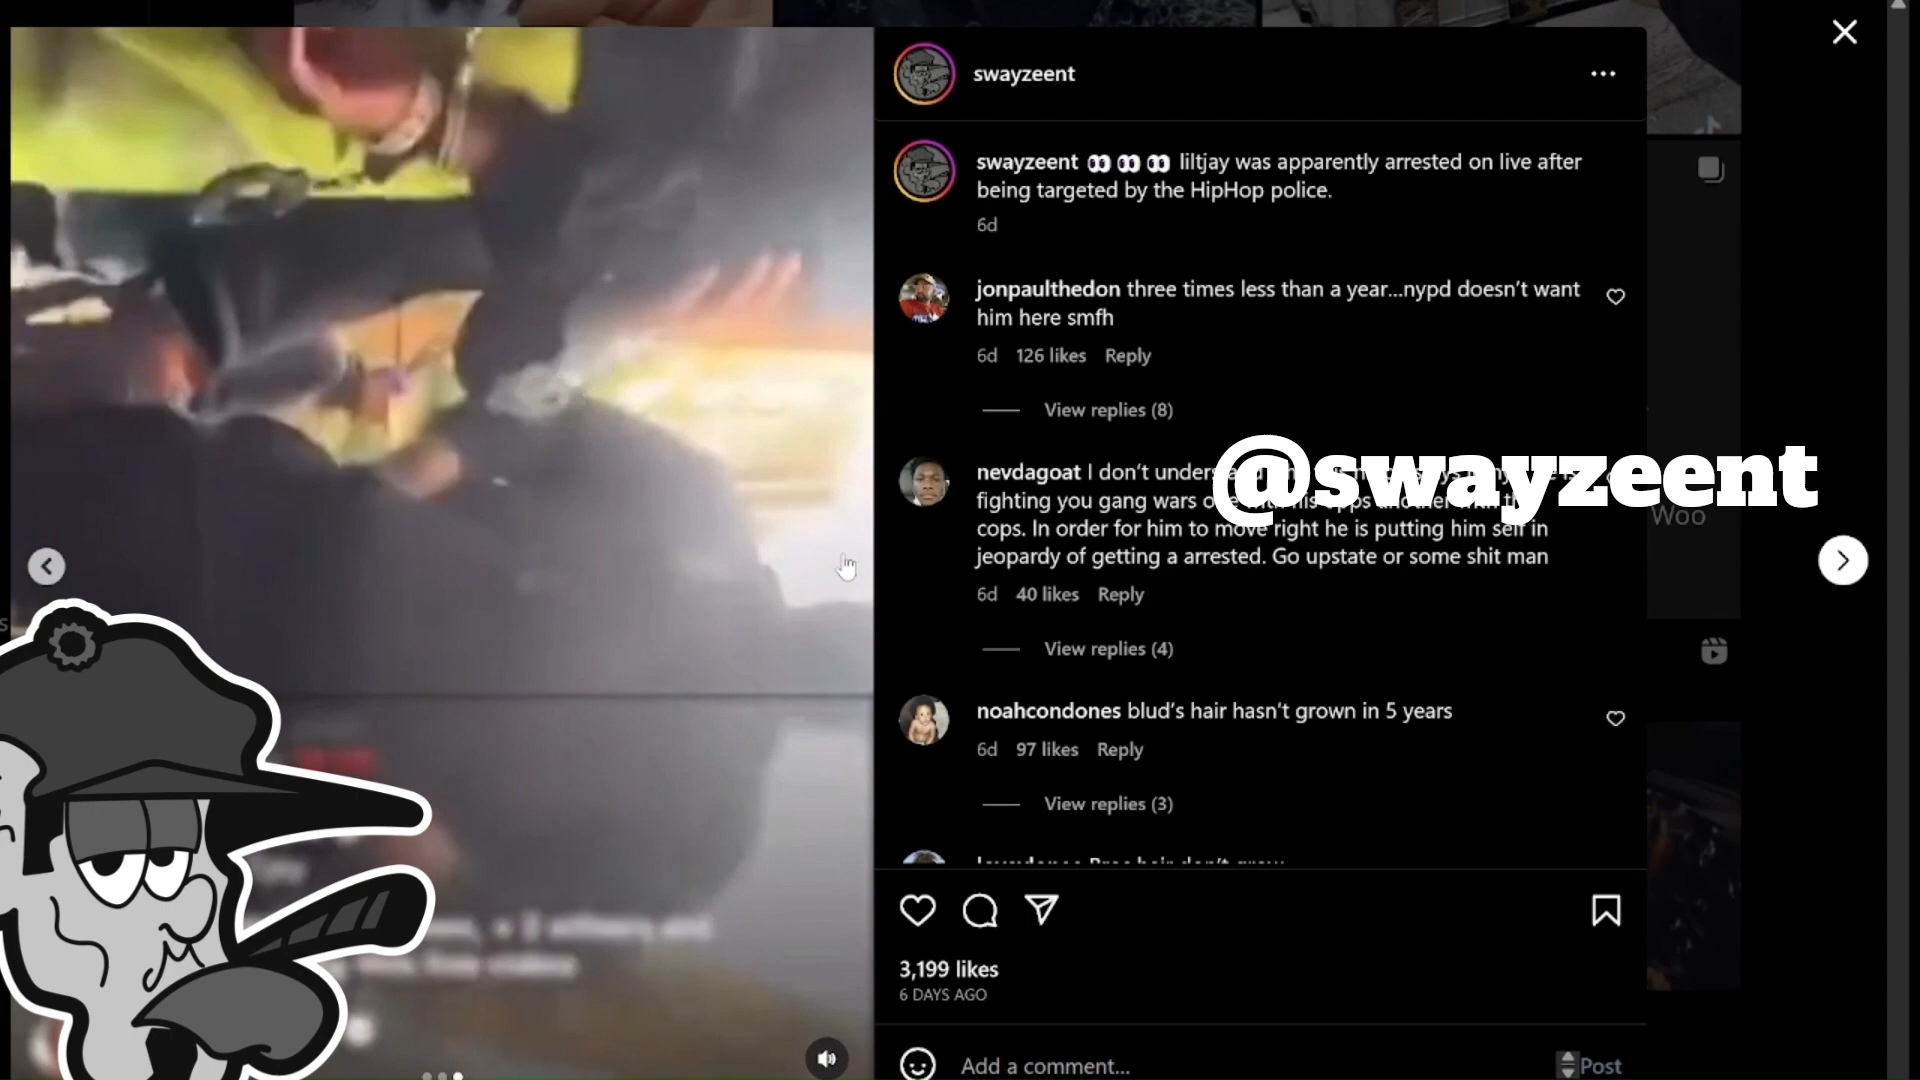 swayzeent
swayzeent 👀 👀 👀 liltjay was apparently arrested on live after
being targeted by the HipHop police.
6d
jonpaulthedon three times less than a year...nypd doesn't want
him here smfh
6d 126 likes Reply
View replies (8)
nevdagoat I don't
@swayzeent
fighting you gang wars
Woo
cops. In order for him to move right he is putting him self in
jeopardy of getting a arrested. Go upstate or some shit man
6d 40 likes Reply
View replies (4)
noahcondones blud's hair hasn't grown in 5 years
6d 97 likes Reply
View replies (3)
3,199 likes
6 DAYS AGO
Add a comment...
Post